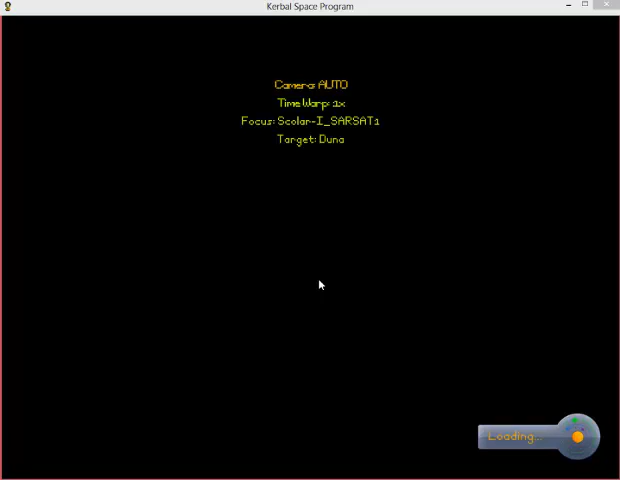 Kerbal Space Program
Camera: AUTO
Time Warp: 1x
Focus: Scolar-I_SARSAT1
Target: Duna
Loading...